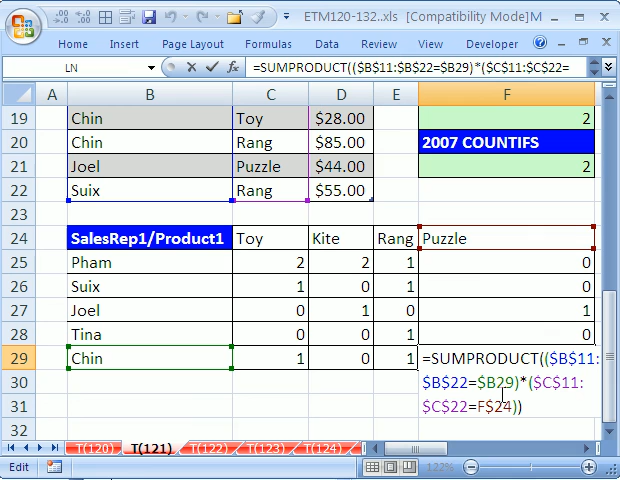 ETM120-132..xls [Compatibility Mode] M
Home Insert Page Layout Formulas Data Review View Developer
LN =SUMPRODUCT(($B$11:$B$22=$B29)*($C$11:$C$22=
A B C D E F
19 Chin Toy $28.00 2
20 Chin Rang $85.00 2007 COUNTIFS
21 Joel Puzzle $44.00 2
22 Suix Rang $55.00
23
24 SalesRep1/Product1 Toy Kite Rang Puzzle
25 Pham 2 2 1 0
26 Suix 1 0 1 0
27 Joel 0 1 0 1
28 Tina 0 0 1 0
29 Chin 1 0 1 =SUMPRODUCT(($B$11:
30 $B$22=$B29)*($C$11:
31 $C$22=F$24))
32
T(120) T(121) T(122) T(123) T(124)
Edit 122%